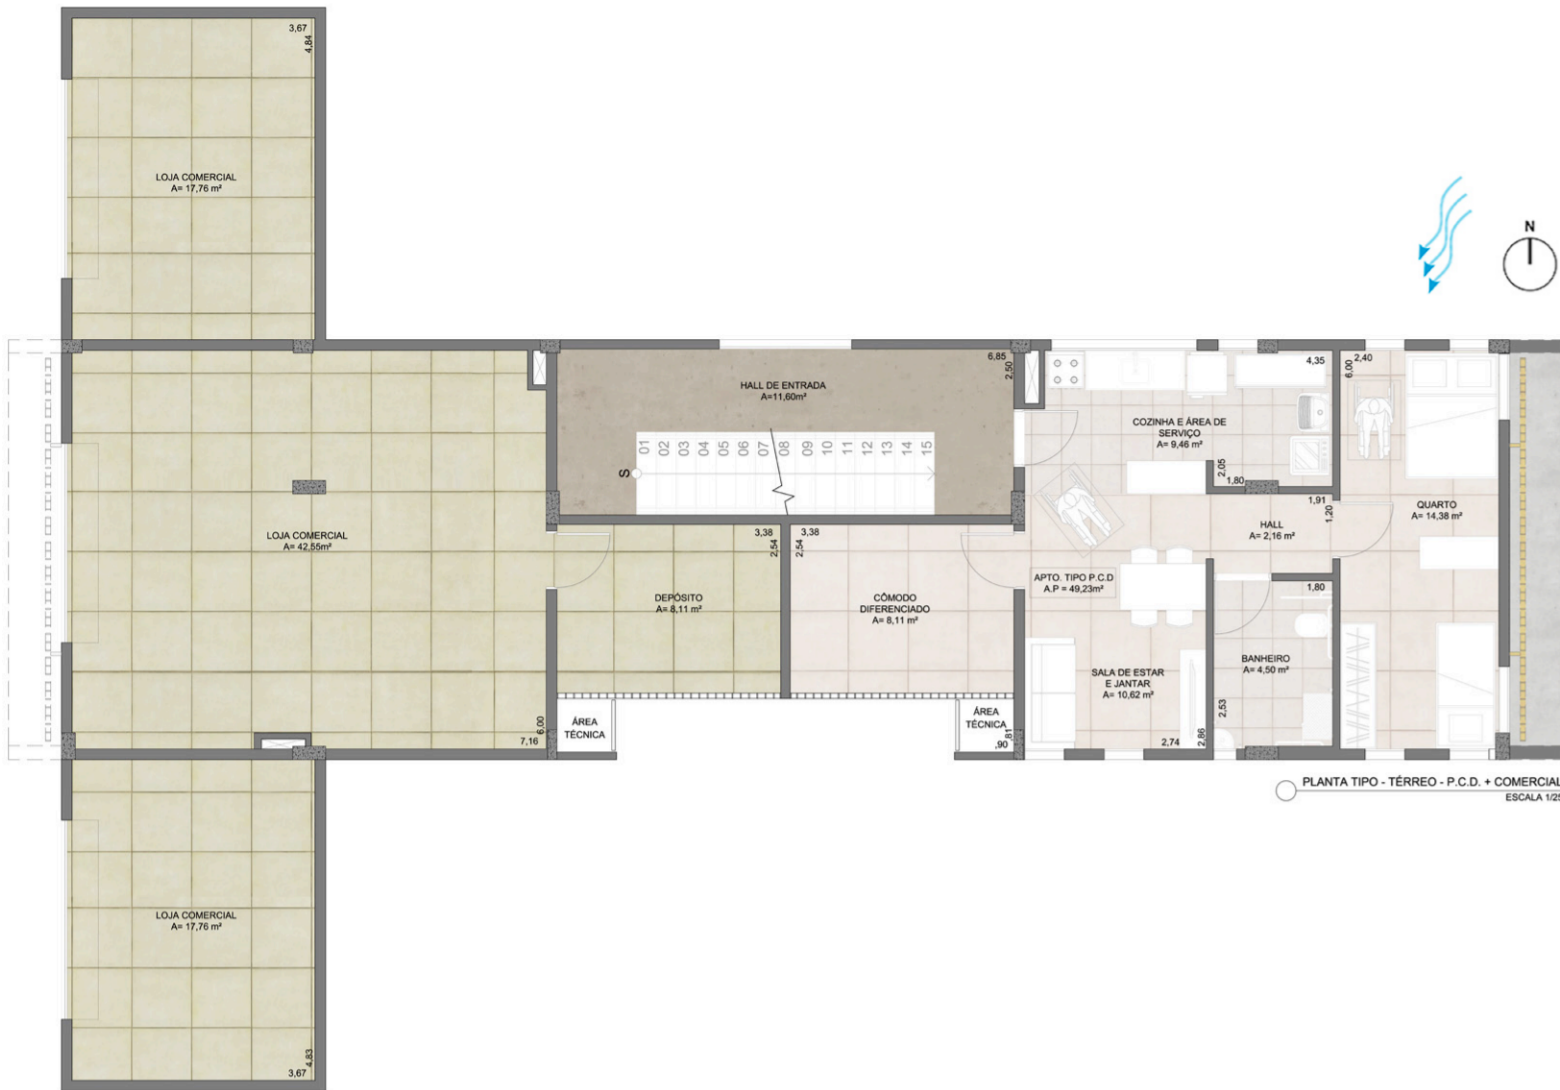 3,67
4,84
LOJA COMERCIAL
A= 17,76 m²
N
6,85
2,50
HALL DE ENTRADA
A=11,60m²
S
01
02
03
04
05
06
07
08
09
10
11
12
13
14
15
4,35
COZINHA E ÁREA DE
SERVIÇO
A= 9,46 m²
2,05
1,80
2,40
6,00
QUARTO
A= 14,38 m²
1,91
1,20
HALL
A= 2,16 m²
LOJA COMERCIAL
A= 42,55m²
6,00
7,16
3,38
2,54
DEPÓSITO
A= 8,11 m²
3,38
2,54
CÔMODO
DIFERENCIADO
A= 8,11 m²
APTO. TIPO P.C.D
A.P = 49,23m²
1,80
BANHEIRO
A= 4,50 m²
2,53
SALA DE ESTAR
E JANTAR
A= 10,62 m²
2,74
2,86
ÁREA
TÉCNICA
ÁREA
TÉCNICA
,81
,90
PLANTA TIPO - TÉRREO - P.C.D. + COMERCIAL
ESCALA 1/25
LOJA COMERCIAL
A= 17,76 m²
4,83
3,67